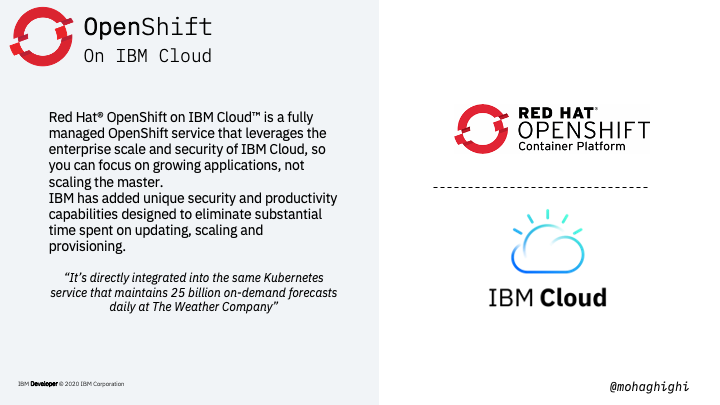 OpenShift
On IBM Cloud
Red Hat® OpenShift on IBM Cloud™ is a fully
managed OpenShift service that leverages the
enterprise scale and security of IBM Cloud, so
you can focus on growing applications, not
scaling the master.
IBM has added unique security and productivity
capabilities designed to eliminate substantial
time spent on updating, scaling and
provisioning.
“It’s directly integrated into the same Kubernetes
service that maintains 25 billion on-demand forecasts
daily at The Weather Company”
IBM Developer © 2020 IBM Corporation
RED HAT®
OPENSHIFT
Container Platform
IBM Cloud
@mohaghighi